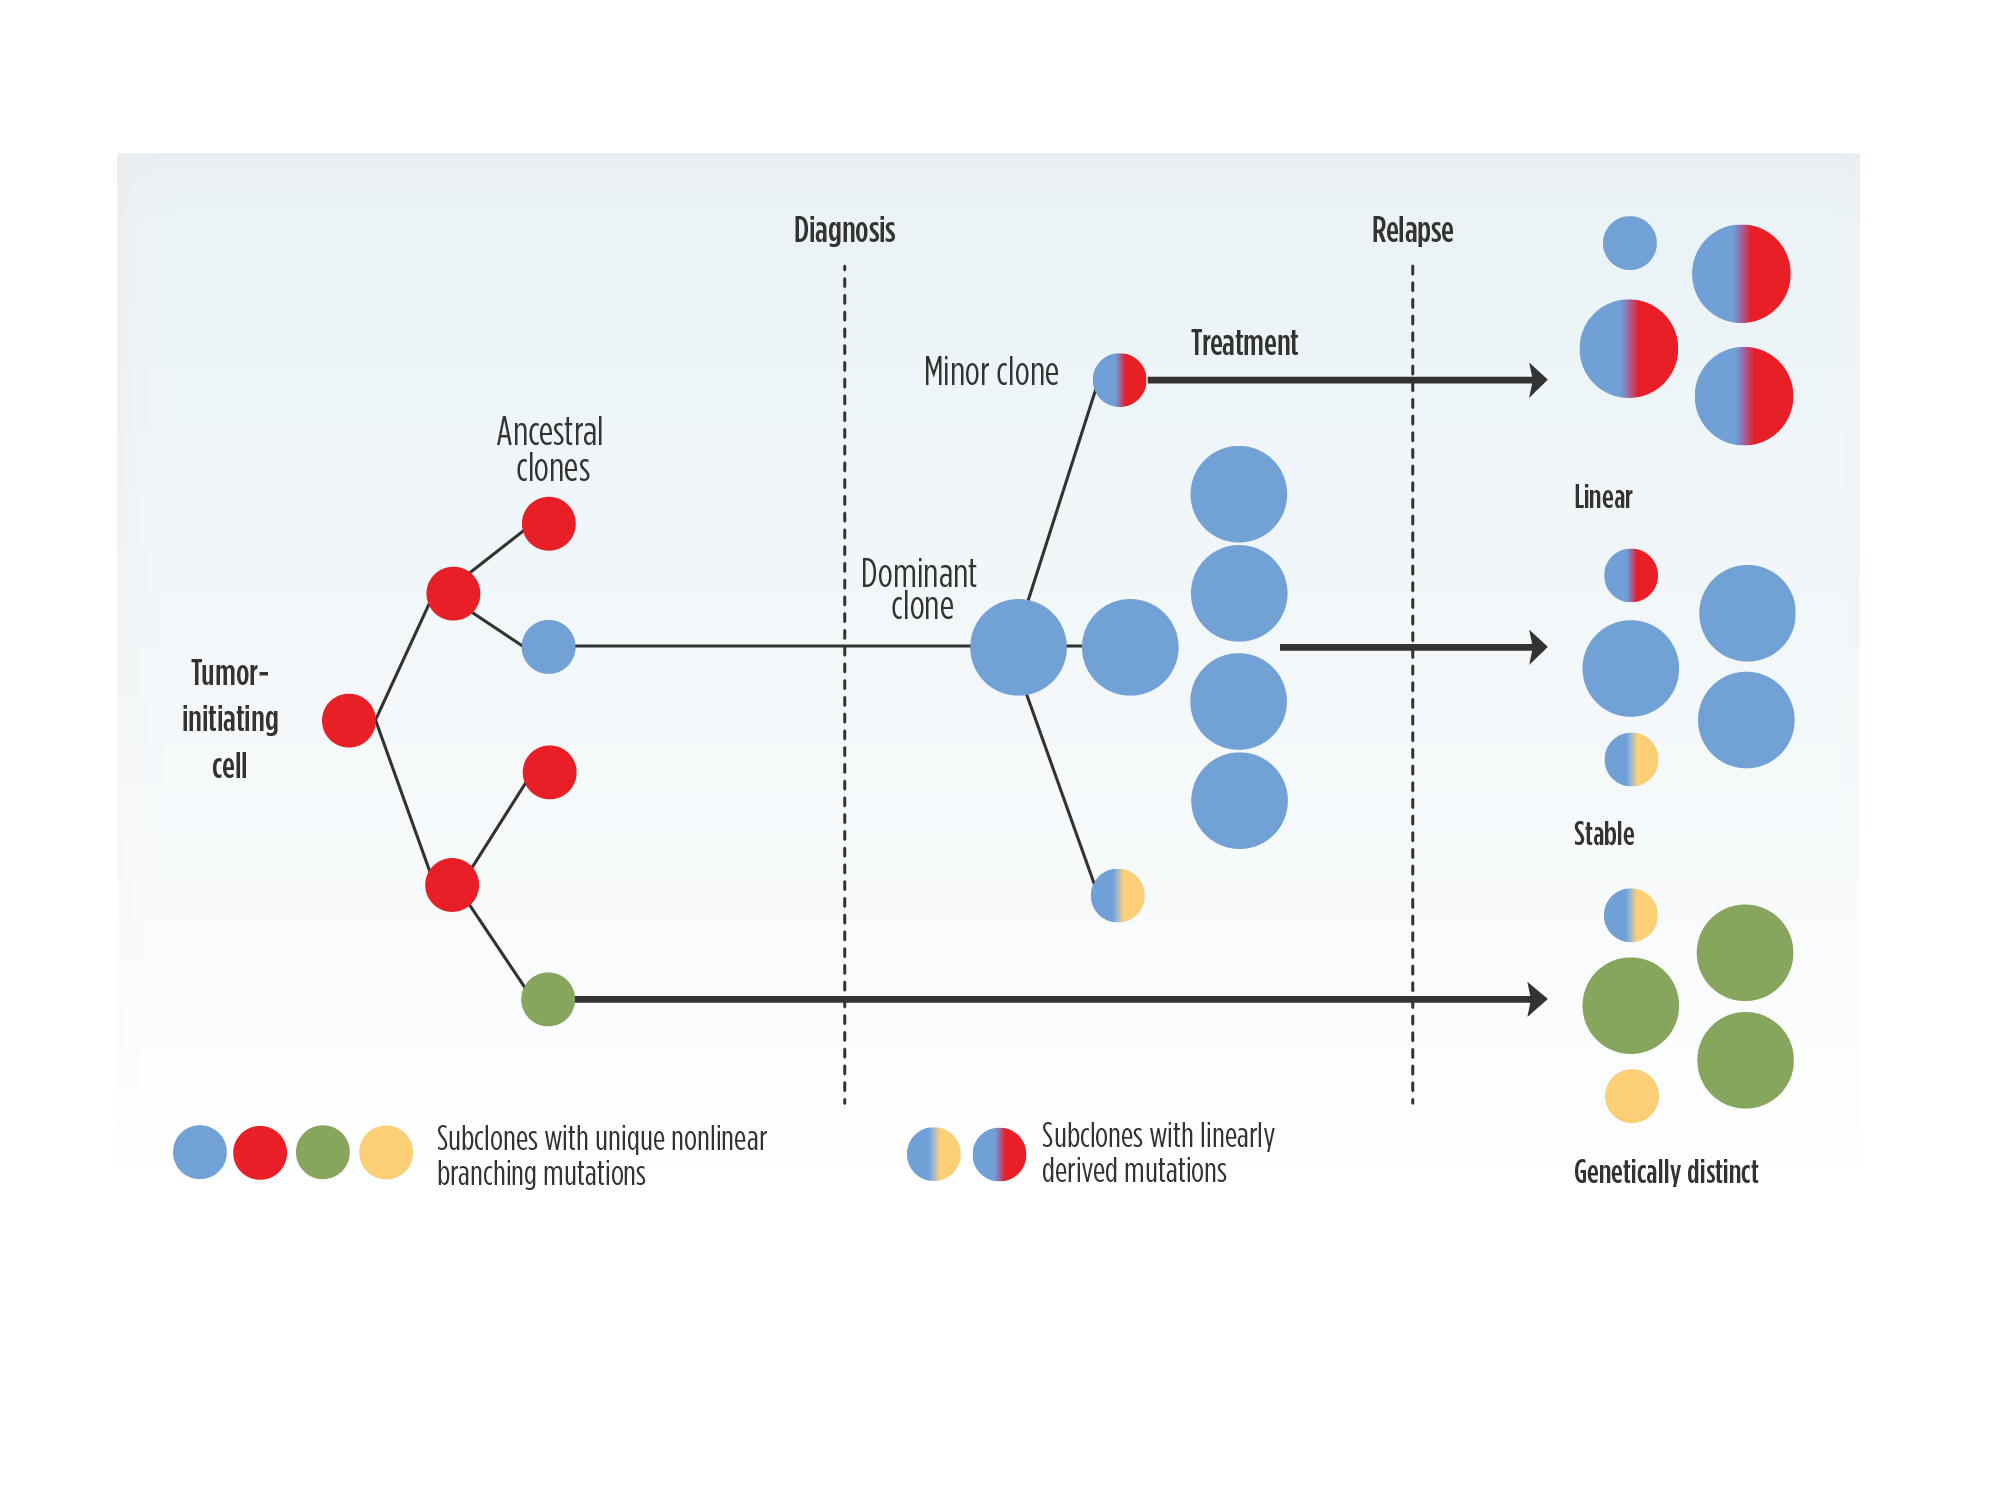 Diagnosis
Relapse
Treatment
Minor clone
Ancestral
clones
Linear
Dominant
clone
Tumor-
initiating
cell
Stable
Subclones with unique nonlinear
branching mutations
Subclones with linearly
derived mutations
Genetically distinct